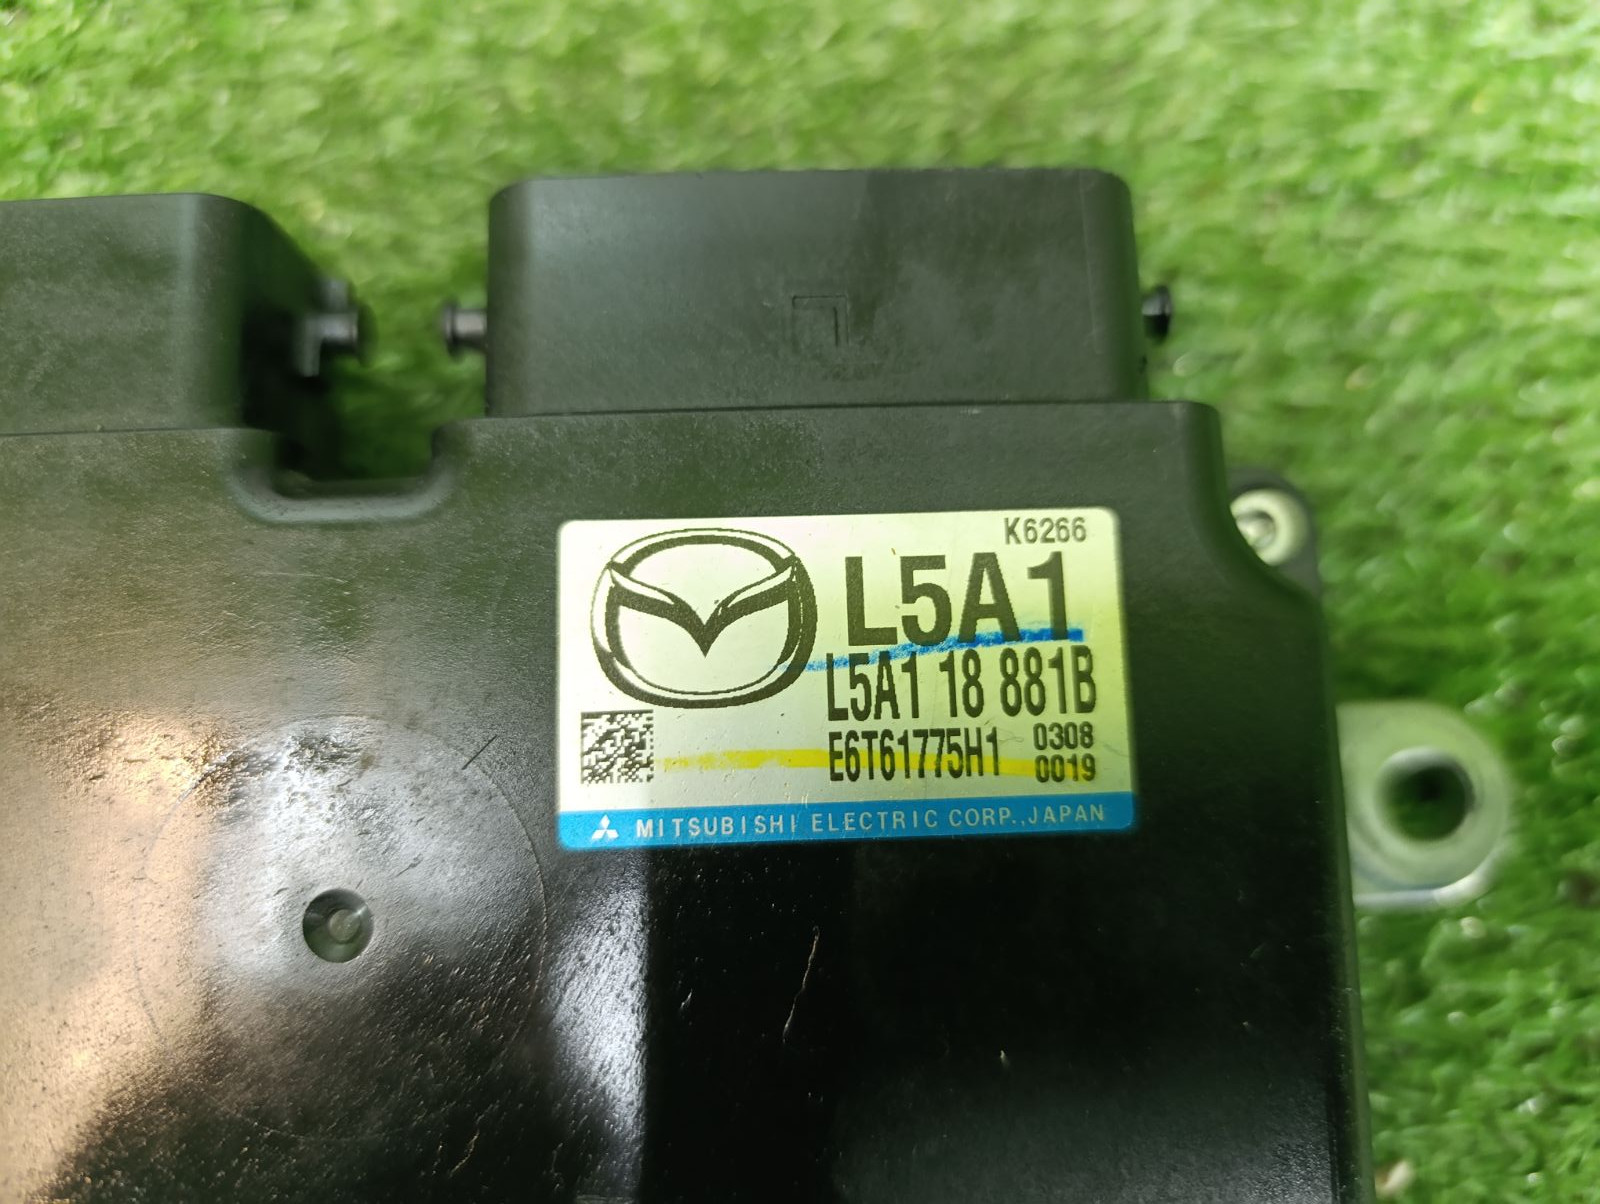 K6266
L5A1
L5A1 18 881B
E6T61775H1 0308
0019
MITSUBISHI ELECTRIC CORP., JAPAN